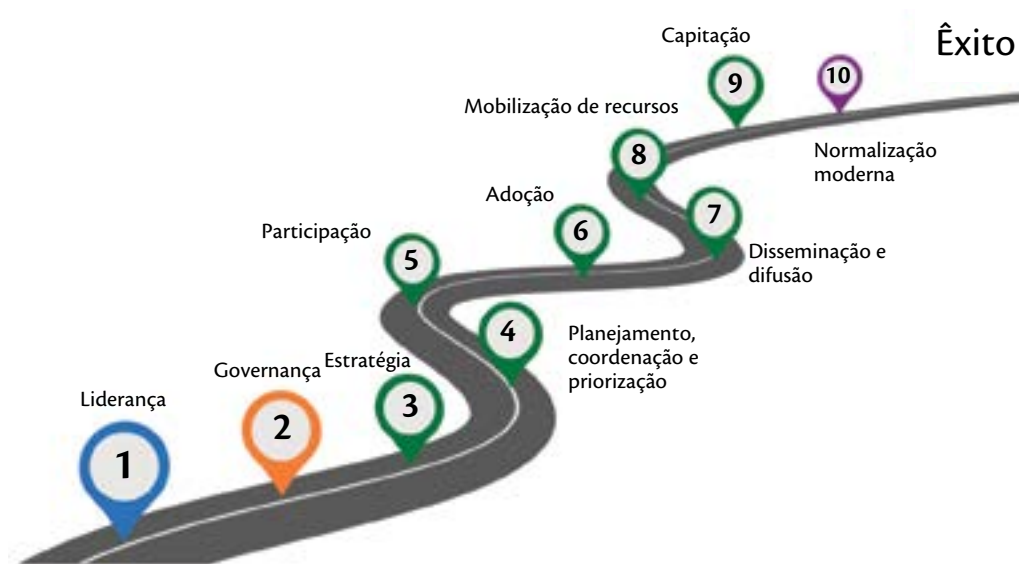 Êxito
Capitação
9
10
Normalização
moderna
Mobilização de recursos
8
7
Disseminação e
difusão
Adoção
6
Participação
5
4
Planejamento,
coordenação e
priorização
Estratégia
3
Governança
2
Liderança
1